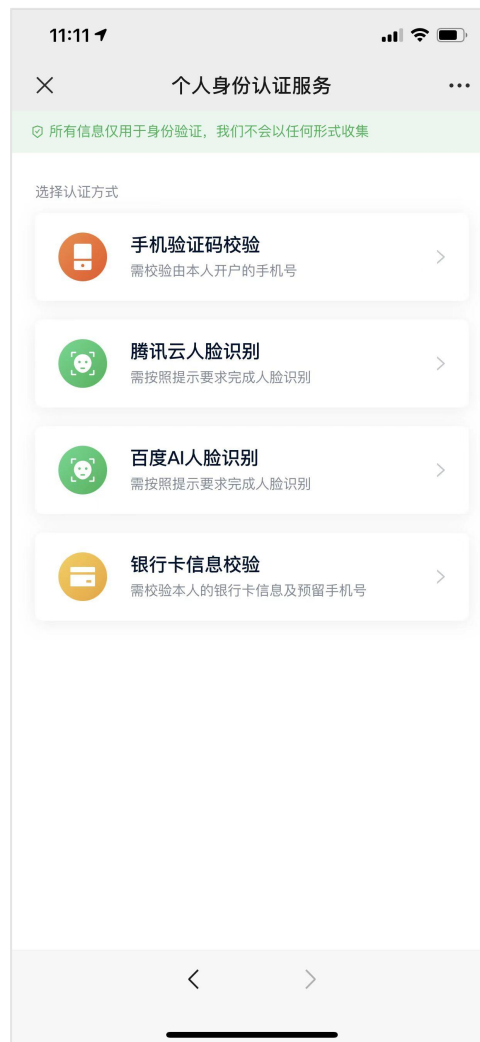 11:11
个人身份认证服务
所有信息仅用于身份验证，我们不会以任何形式收集
选择认证方式
手机验证码校验
需校验由本人开户的手机号
腾讯云人脸识别
需按照提示要求完成人脸识别
百度AI人脸识别
需按照提示要求完成人脸识别
银行卡信息校验
需校验本人的银行卡信息及预留手机号